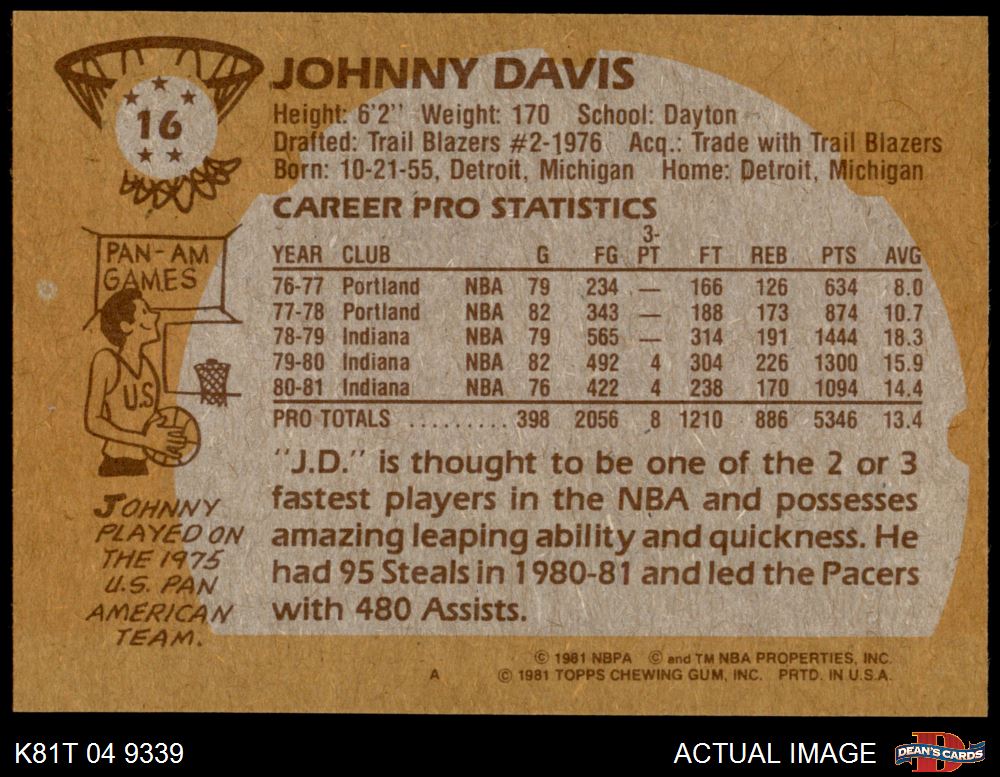 16
JOHNNY DAVIS
Height: 6'2" Weight: 170 School: Dayton
Drafted: Trail Blazers #2-1976 Acq.: Trade with Trail Blazers
Born: 10-21-55, Detroit, Michigan Home: Detroit, Michigan
CAREER PRO STATISTICS
YEAR CLUB G FG 3-PT FT REB PTS AVG
76-77 Portland NBA 79 234 — 166 126 634 8.0
77-78 Portland NBA 82 343 — 188 173 874 10.7
78-79 Indiana NBA 79 565 — 314 191 1444 18.3
79-80 Indiana NBA 82 492 4 304 226 1300 15.9
80-81 Indiana NBA 76 422 4 238 170 1094 14.4
PRO TOTALS ......... 398 2056 8 1210 886 5346 13.4
"J.D." is thought to be one of the 2 or 3
fastest players in the NBA and possesses
amazing leaping ability and quickness. He
had 95 Steals in 1980-81 and led the Pacers
with 480 Assists.
PAN-AM
GAMES
U.S.
JOHNNY
PLAYED ON
THE 1975
U.S. PAN
AMERICAN
TEAM.
© 1981 NBPA © and TM NBA PROPERTIES, INC.
A © 1981 TOPPS CHEWING GUM, INC. PRTD. IN U.S.A.
K81T 04 9339 ACTUAL IMAGE DEAN'S CARDS